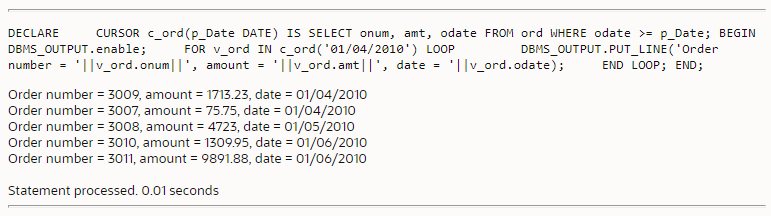 DECLARE     CURSOR c_ord(p_Date DATE) IS SELECT onum, amt, odate FROM ord WHERE odate >= p_Date; BEGIN
DBMS_OUTPUT.enable;     FOR v_ord IN c_ord('01/04/2010') LOOP         DBMS_OUTPUT.PUT_LINE('Order
number = '||v_ord.onum||', amount = '||v_ord.amt||', date = '||v_ord.odate);     END LOOP; END;
Order number = 3009, amount = 1713.23, date = 01/04/2010
Order number = 3007, amount = 75.75, date = 01/04/2010
Order number = 3008, amount = 4723, date = 01/05/2010
Order number = 3010, amount = 1309.95, date = 01/06/2010
Order number = 3011, amount = 9891.88, date = 01/06/2010
Statement processed. 0.01 seconds